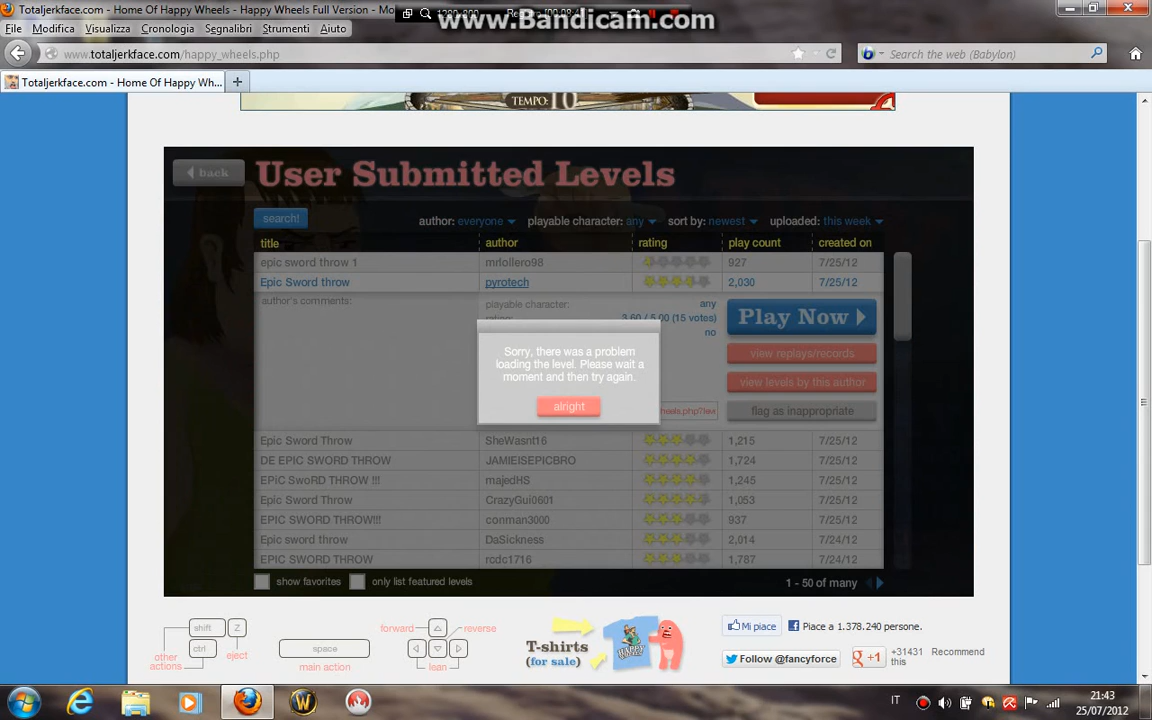 Totaljerkface.com - Home Of Happy Wheels - Happy Wheels Full Version - Mo
www.Bandicam.com
File Modifica Visualizza Cronologia Segnalibri Strumenti Aiuto
www.totaljerkface.com/happy_wheels.php
Search the web (Babylon)
Totaljerkface.com - Home Of Happy Wh...
TEMPO: 10
back
User Submitted Levels
search!
author: everyone playable character: any sort by: newest uploaded: this week
title author rating play count created on
epic sword throw 1 mrlollero98 927 7/25/12
Epic Sword throw pyrotech 2,030 7/25/12
author's comments:
playable character: any
rating: 3.60 / 5.00 (15 votes)
no
Play Now
view replays/records
view levels by this author
flag as inappropriate
Sorry, there was a problem
loading the level. Please wait a
moment and then try again.
alright
Epic Sword Throw SheWasnt16 1,215 7/25/12
DE EPIC SWORD THROW JAMIEISEPICBRO 1,724 7/25/12
EPiC SwoRD THROW !!! majedHS 1,245 7/25/12
Epic Sword Throw CrazyGui0601 1,053 7/25/12
EPIC SWORD THROW!!! conman3000 937 7/25/12
Epic sword throw DaSickness 2,014 7/24/12
EPIC SWORD THROW rcdc1716 1,787 7/24/12
show favorites only list featured levels
1 - 50 of many
shift Z
ctrl eject
other
actions
space
main action
forward reverse
lean
T-shirts
(for sale)
Mi piace Piace a 1.378.240 persone.
Follow @fancyforce
+1 +31431 Recommend
this
IT
21:43
25/07/2012